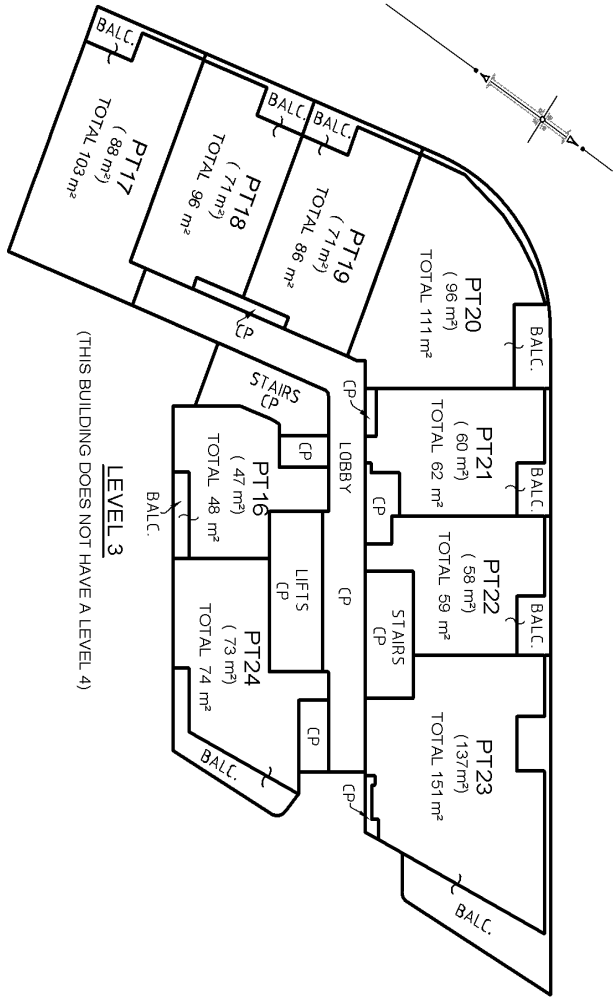 BALC.
PT17
( 88 m²)
TOTAL 103 m²
BALC.
PT18
( 71 m²)
TOTAL 96 m²
BALC.
PT19
( 71 m²)
TOTAL 86 m²
PT20
( 96 m²)
TOTAL 111 m²
BALC.
CP
STAIRS
CP
CP
CP
LOBBY
CP
PT21
( 60 m²)
TOTAL 62 m²
BALC.
CP
PT16
( 47 m²)
TOTAL 48 m²
BALC.
LIFTS
CP
CP
STAIRS
CP
PT22
( 58 m²)
TOTAL 59 m²
BALC.
PT24
( 73 m²)
TOTAL 74 m²
BALC.
CP
CP
PT23
(137m²)
TOTAL 151 m²
BALC.
LEVEL 3
(THIS BUILDING DOES NOT HAVE A LEVEL 4)